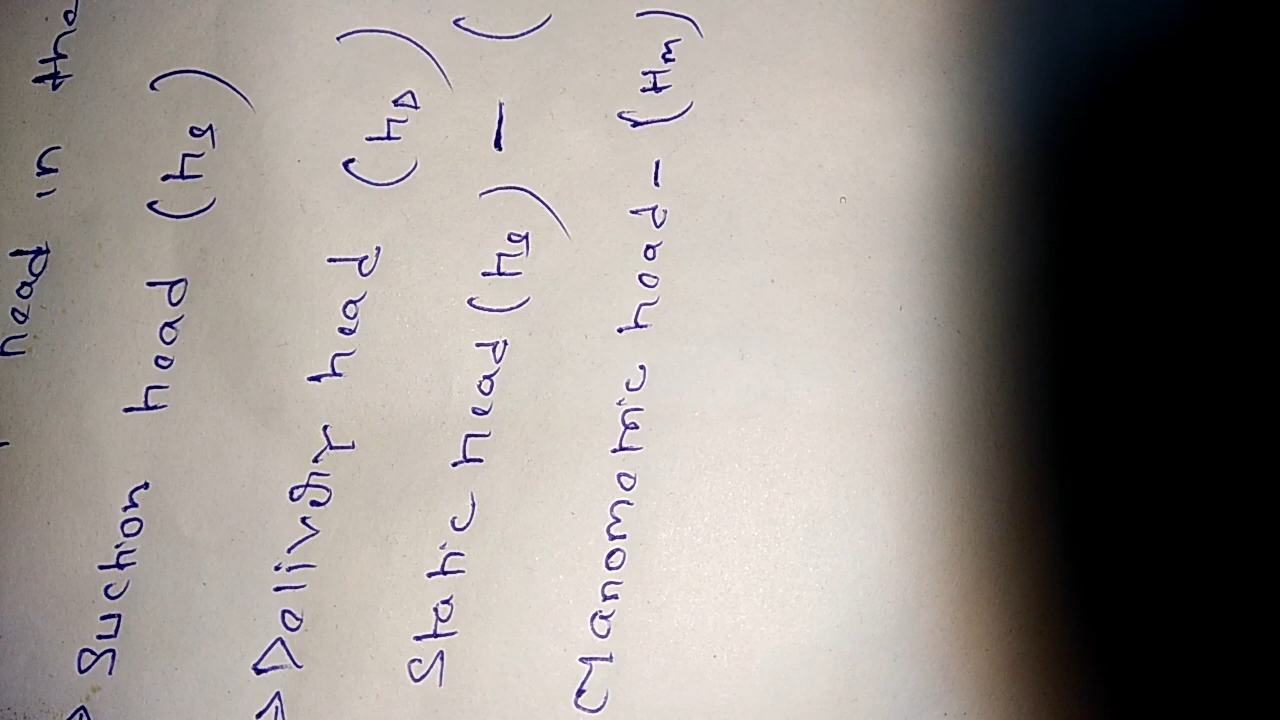 head in the
→ Suction head (hs)
→ Delivery head (hD)
Static head (hs) – (
Manometric head - (Hm)